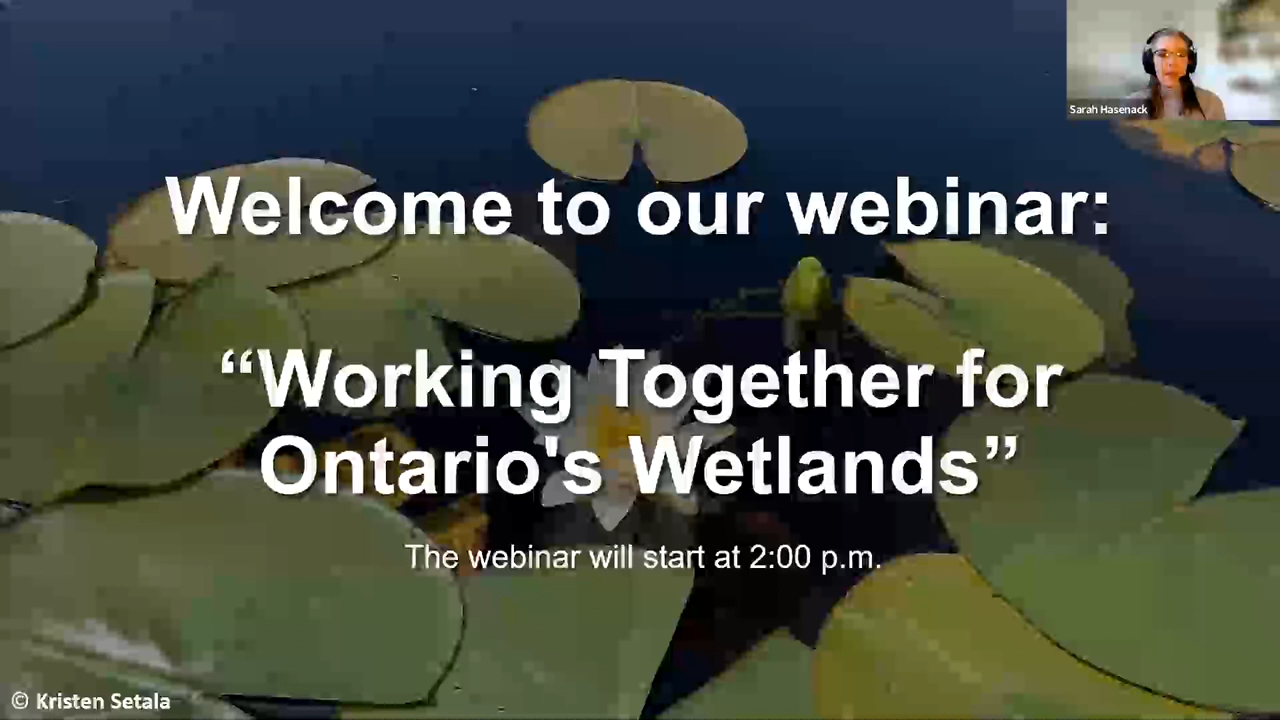 Sarah Hasenack
Welcome to our webinar:
“Working Together for
Ontario's Wetlands”
The webinar will start at 2:00 p.m.
© Kristen Setala